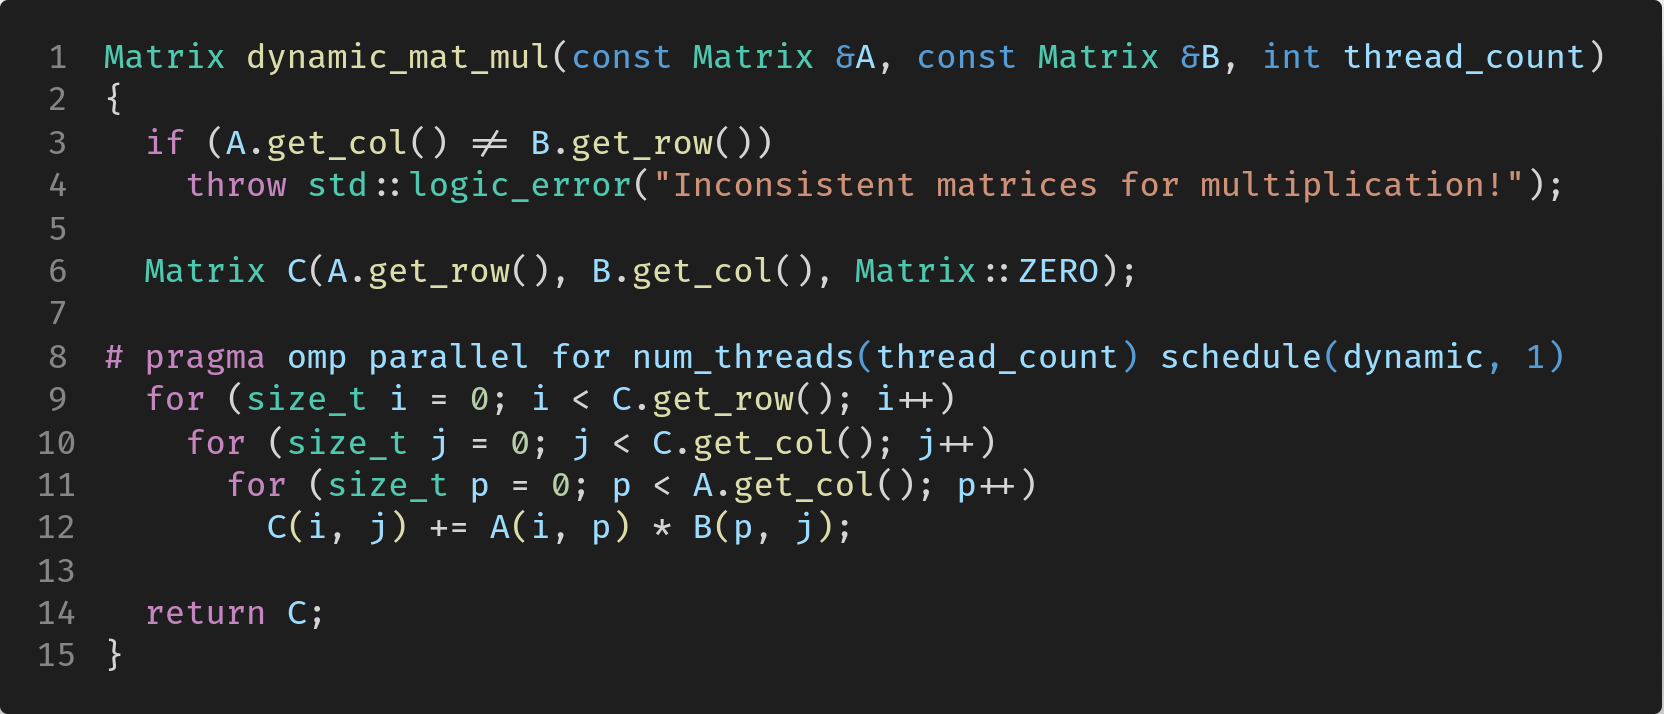 1 Matrix dynamic_mat_mul(const Matrix &A, const Matrix &B, int thread_count)
2 {
3   if (A.get_col() != B.get_row())
4     throw std::logic_error("Inconsistent matrices for multiplication!");
5
6   Matrix C(A.get_row(), B.get_col(), Matrix::ZERO);
7
8 # pragma omp parallel for num_threads(thread_count) schedule(dynamic, 1)
9   for (size_t i = 0; i < C.get_row(); i++)
10     for (size_t j = 0; j < C.get_col(); j++)
11       for (size_t p = 0; p < A.get_col(); p++)
12         C(i, j) += A(i, p) * B(p, j);
13
14   return C;
15 }